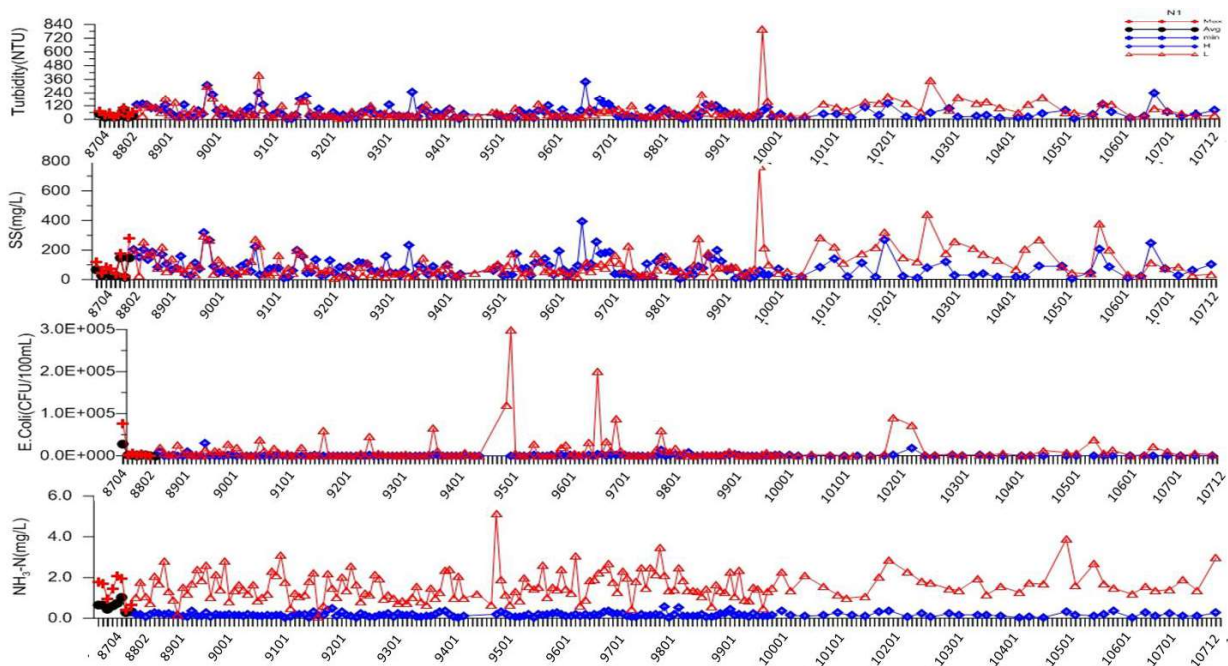 N1
Max
Avg
min
H
L
Turbidity(NTU)
840
720
600
480
360
240
120
0
8704 8802 8901 9001 9101 9201 9301 9401 9501 9601 9701 9801 9901 10001 10101 10201 10301 10401 10501 10601 10701 10712
SS(mg/L)
800
600
400
200
0
8704 8802 8901 9001 9101 9201 9301 9401 9501 9601 9701 9801 9901 10001 10101 10201 10301 10401 10501 10601 10701 10712
E.Coli(CFU/100mL)
3.0E+005
2.0E+005
1.0E+005
0.0E+000
8704 8802 8901 9001 9101 9201 9301 9401 9501 9601 9701 9801 9901 10001 10101 10201 10301 10401 10501 10601 10701 10712
NH₃-N(mg/L)
6.0
4.0
2.0
0.0
8704 8802 8901 9001 9101 9201 9301 9401 9501 9601 9701 9801 9901 10001 10101 10201 10301 10401 10501 10601 10701 10712